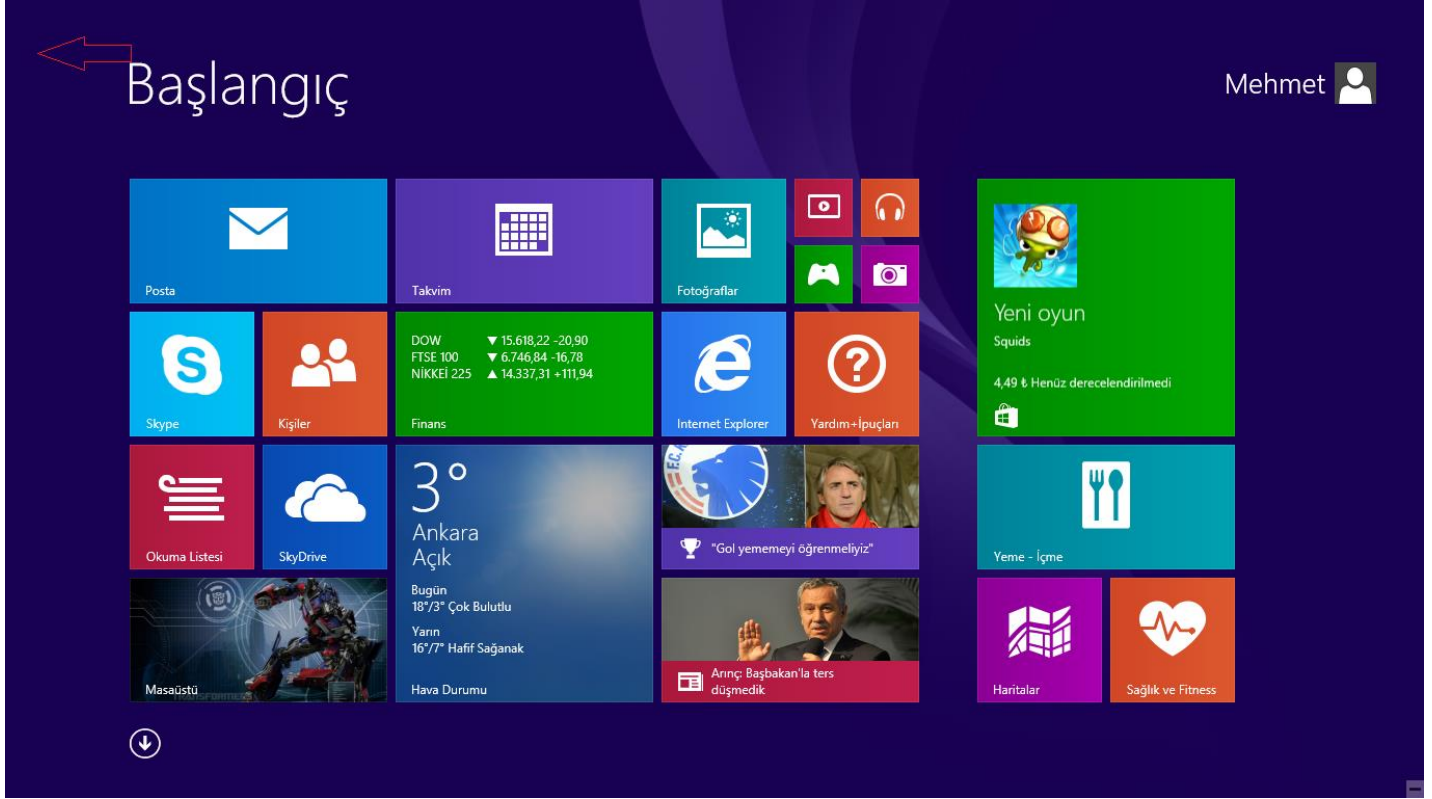 Başlangıç
Mehmet
Posta
Takvim
Fotoğraflar
Yeni oyun
Squids
4,49 ₺ Henüz derecelendirilmedi
Skype
Kişiler
DOW ▼ 15.618,22 -20,90
FTSE 100 ▼ 6.746,84 -16,78
NİKKEİ 225 ▲ 14.337,31 +111,94
Finans
Internet Explorer
Yardım+İpuçları
Okuma Listesi
SkyDrive
3°
Ankara
Açık
Bugün
18°/3° Çok Bulutlu
Yarın
16°/7° Hafif Sağanak
Hava Durumu
F.C.K
"Gol yememeyi öğrenmeliyiz"
Yeme - İçme
Masaüstü
TRANSFORMERS
Arınç: Başbakan'la ters
düşmedik
Haritalar
Sağlık ve Fitness